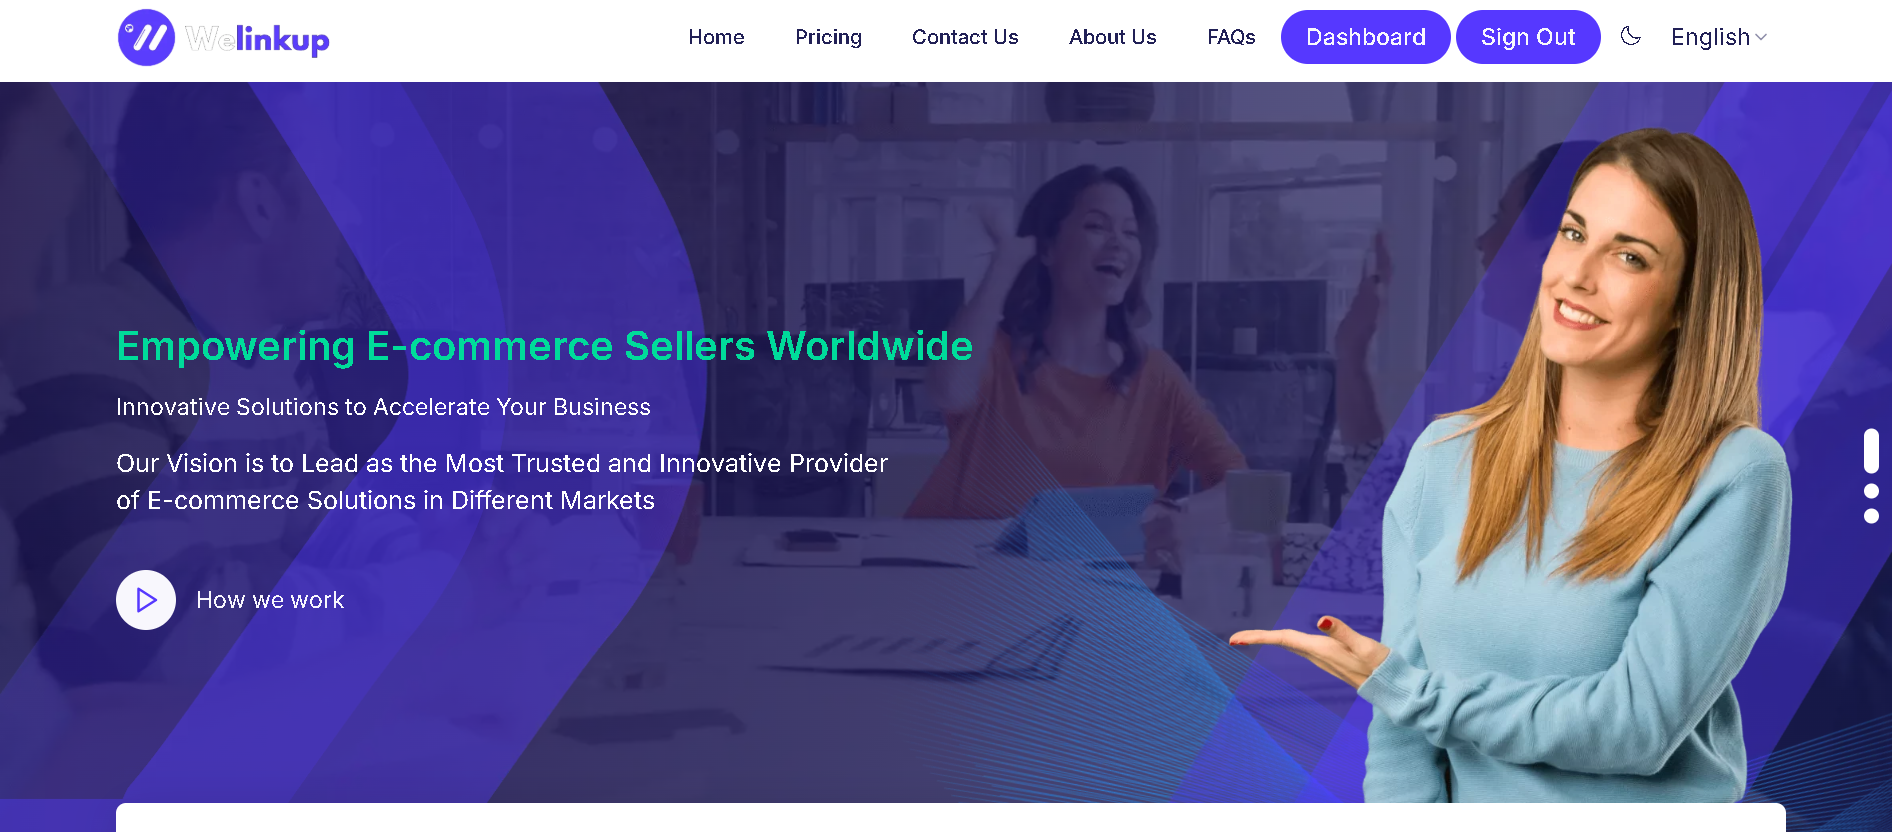 Welinkup
Home
Pricing
Contact Us
About Us
FAQs
Dashboard
Sign Out
English
Empowering E-commerce Sellers Worldwide
Innovative Solutions to Accelerate Your Business
Our Vision is to Lead as the Most Trusted and Innovative Provider
of E-commerce Solutions in Different Markets
How we work